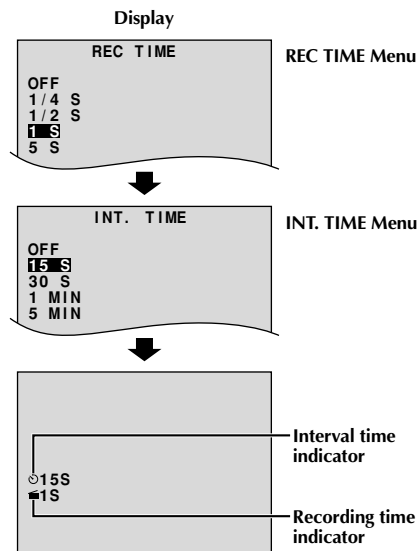 Display
REC TIME
REC TIME Menu
OFF
1/4 S
1/2 S
1 S
5 S
INT. TIME
INT. TIME Menu
OFF
15 S
30 S
1 MIN
5 MIN
Interval time
indicator
15S
1S
Recording time
indicator